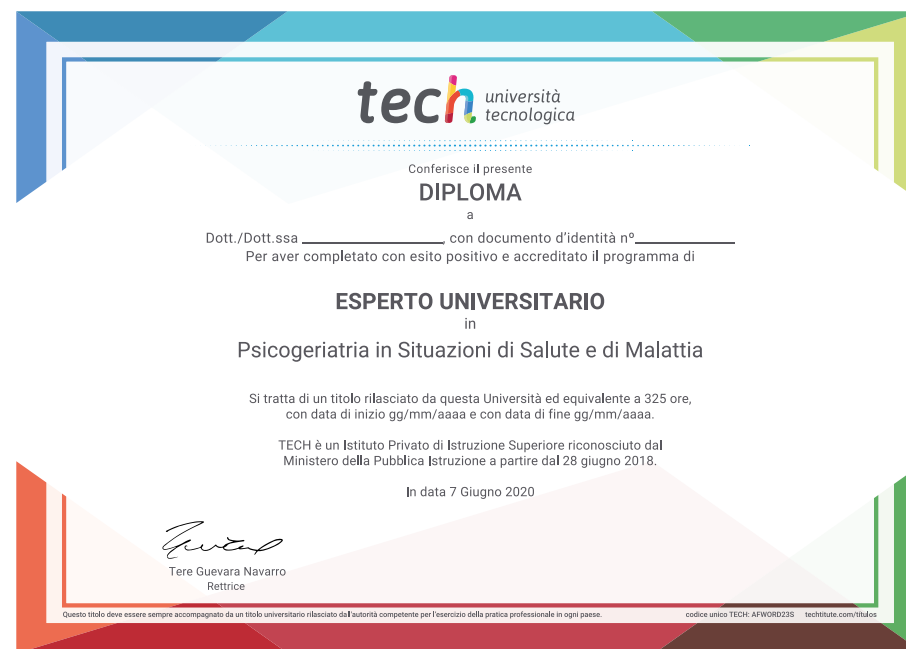 tech università
tecnologica
Conferisce il presente
DIPLOMA
a
Dott./Dott.ssa ____________, con documento d'identità nº____________
Per aver completato con esito positivo e accreditato il programma di
ESPERTO UNIVERSITARIO
in
Psicogeriatria in Situazioni di Salute e di Malattia
Si tratta di un titolo rilasciato da questa Università ed equivalente a 325 ore,
con data di inizio gg/mm/aaaa e con data di fine gg/mm/aaaa.
TECH è un Istituto Privato di Istruzione Superiore riconosciuto dal
Ministero della Pubblica Istruzione a partire dal 28 giugno 2018.
In data 7 Giugno 2020
Tere Guevara Navarro
Rettrice
Questo titolo deve essere sempre accompagnato da un titolo universitario rilasciato dall'autorità competente per l'esercizio della pratica professionale in ogni paese. codice unico TECH: AFWORD23S techtitute.com/titulos